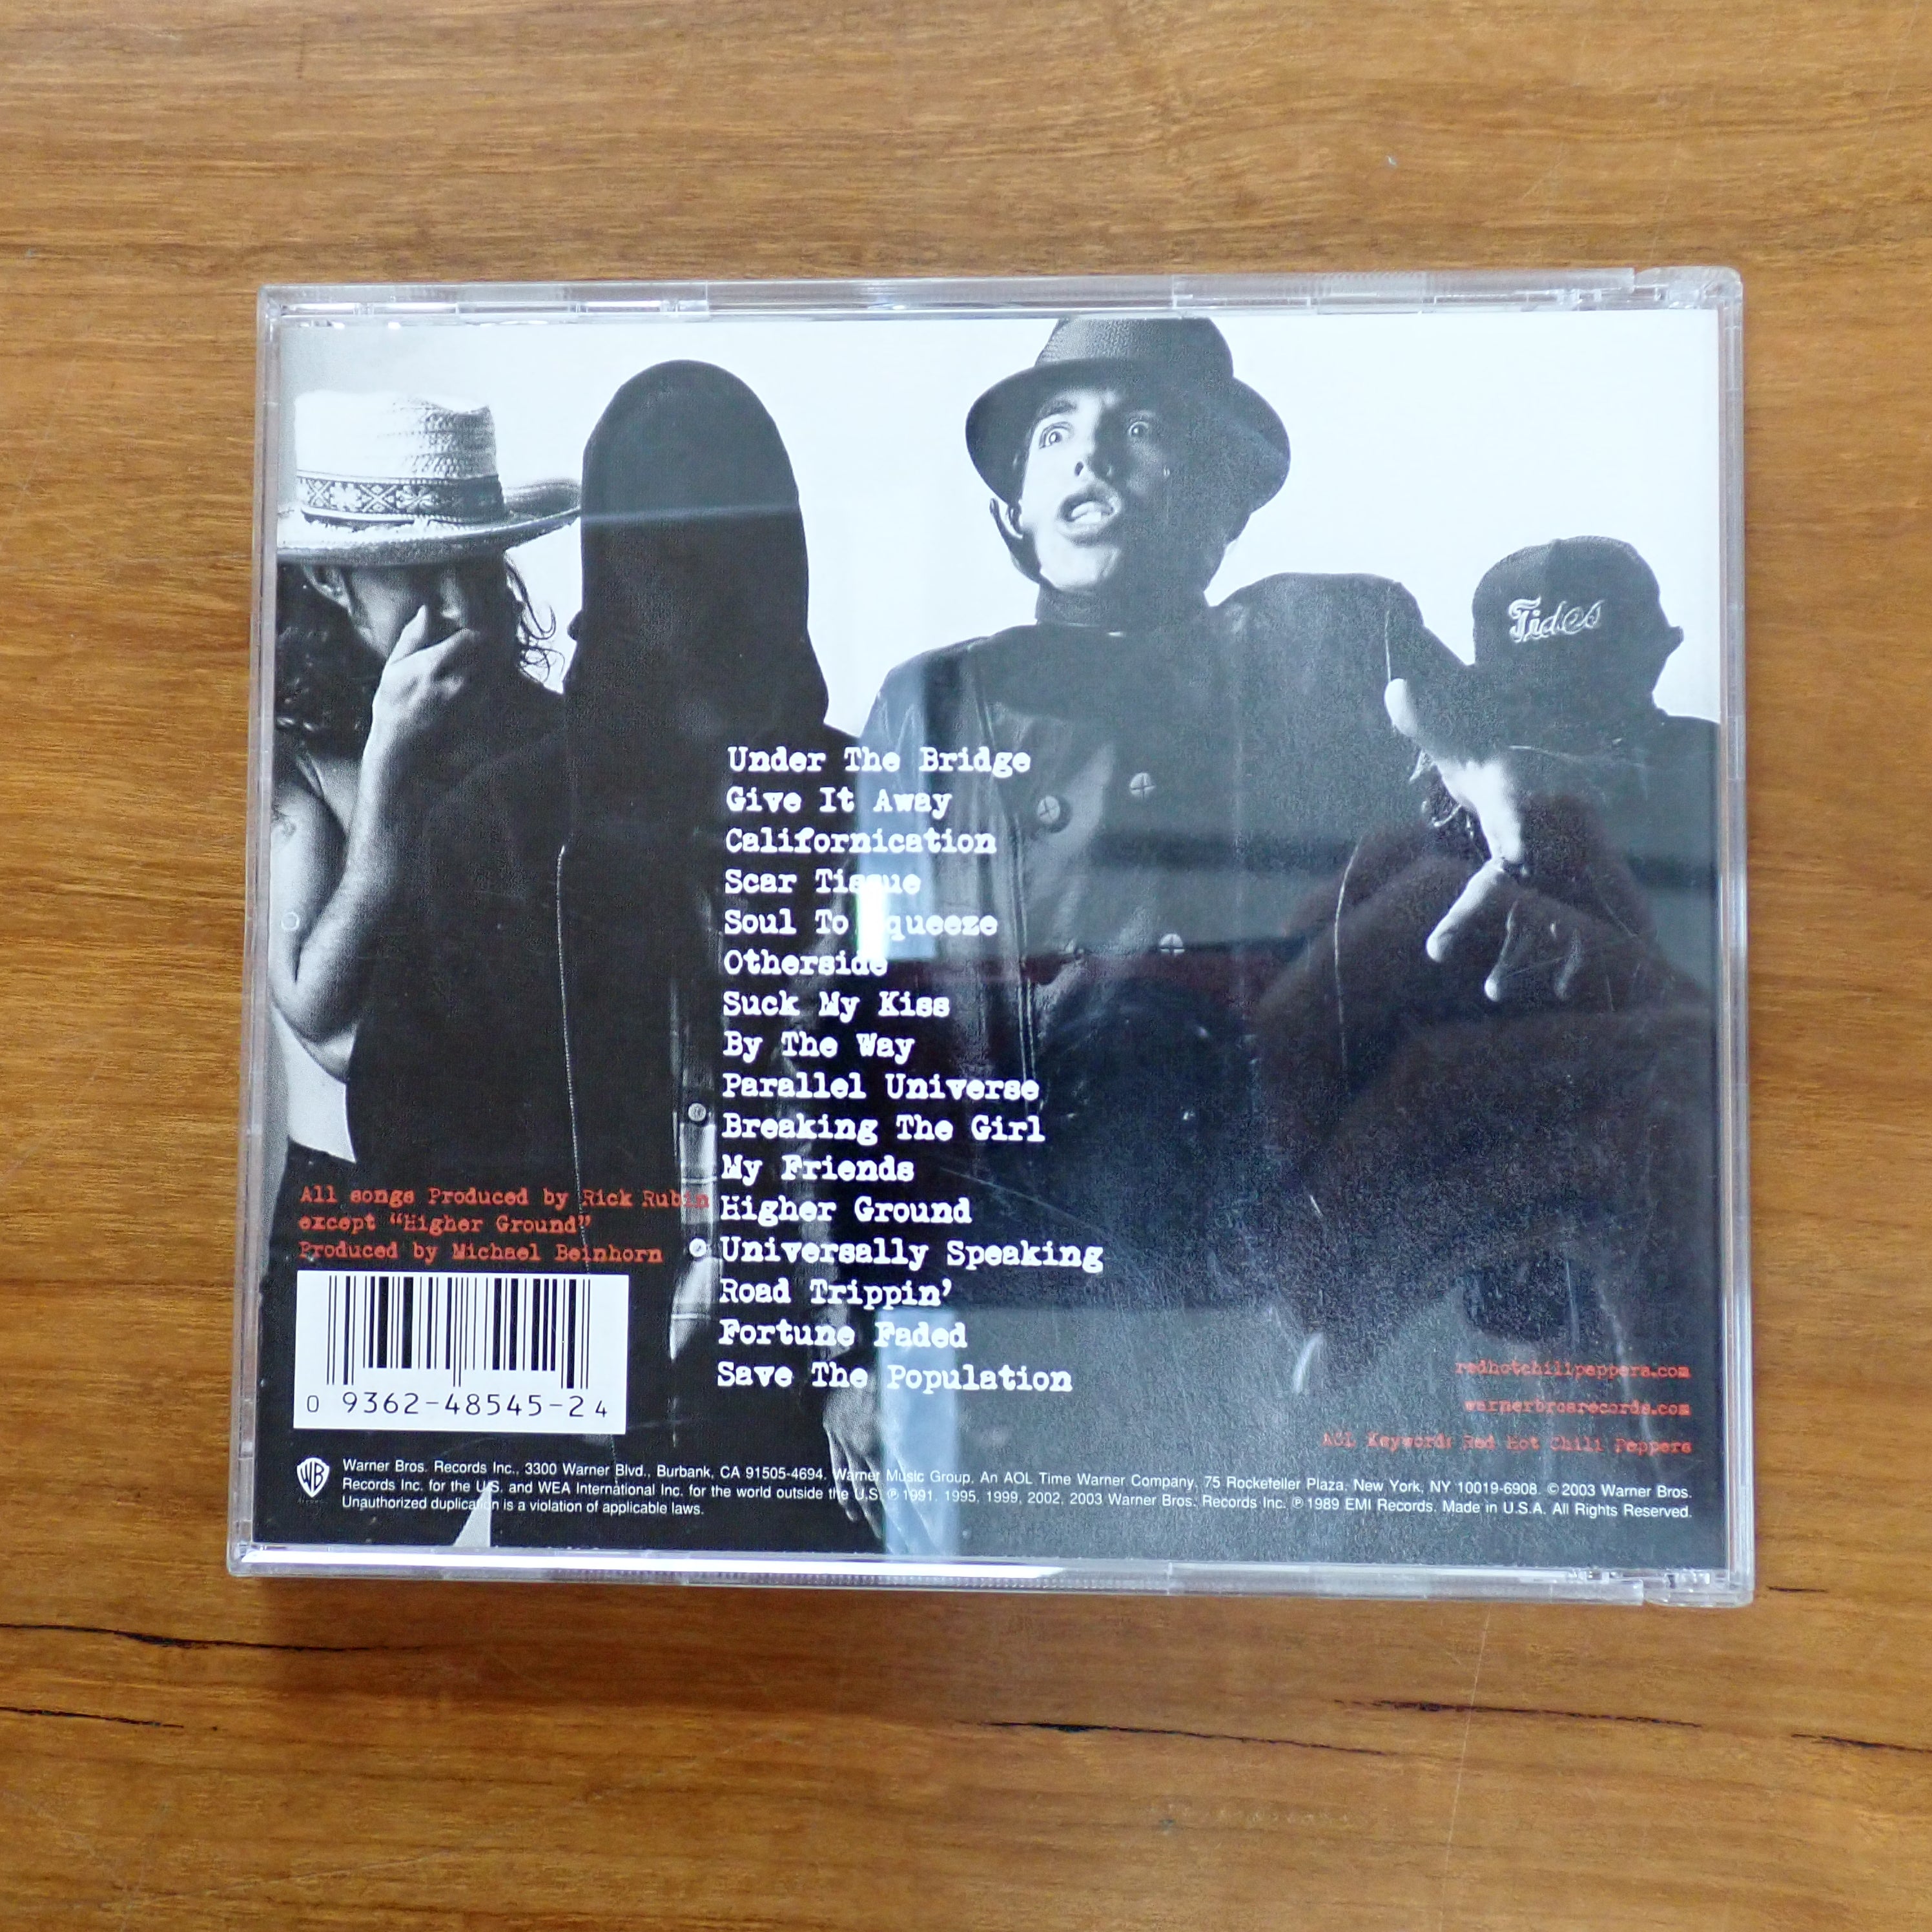 Tides
Under The Bridge
Give It Away
Californication
Scar Tissue
Soul To Squeeze
Otherside
Suck My Kiss
By The Way
Parallel Universe
Breaking The Girl
My Friends
Higher Ground
Universally Speaking
Road Trippin'
Fortune Faded
Save The Population
All songs Produced by Rick Rubin
except "Higher Ground"
Produced by Michael Beinhorn
0 9362-48545-2 4
redhotchilipeppers.com
warnerbrosrecords.com
AOL Keyword: Red Hot Chili Peppers
WB
Warner Bros. Records Inc., 3300 Warner Blvd., Burbank, CA 91505-4694. Warner Music Group, An AOL Time Warner Company. 75 Rockefeller Plaza, New York, NY 10019-6908. ©2003 Warner Bros.
Records Inc. for the U.S. and WEA International Inc. for the world outside the U.S. ℗1991, 1995, 1999, 2002, 2003 Warner Bros. Records Inc. ℗1989 EMI Records. Made in U.S.A. All Rights Reserved.
Unauthorized duplication is a violation of applicable laws.